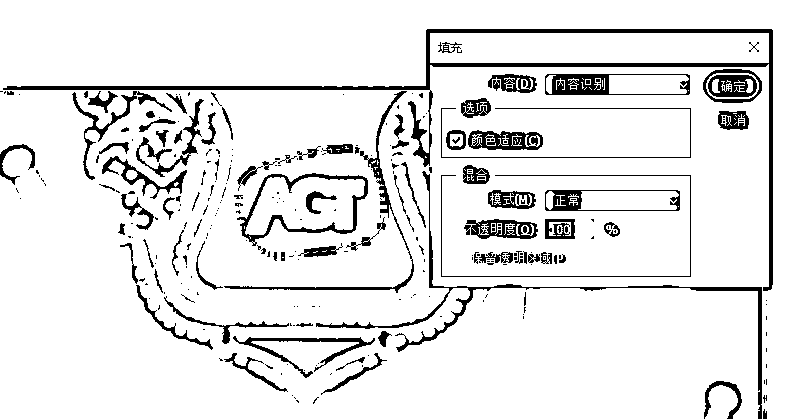 填充
内容(D): 内容识别
确定
取消
选项
颜色适应(C)
混合
模式(M): 正常
不透明度(O): 100 %
保留透明区域(P
AGT